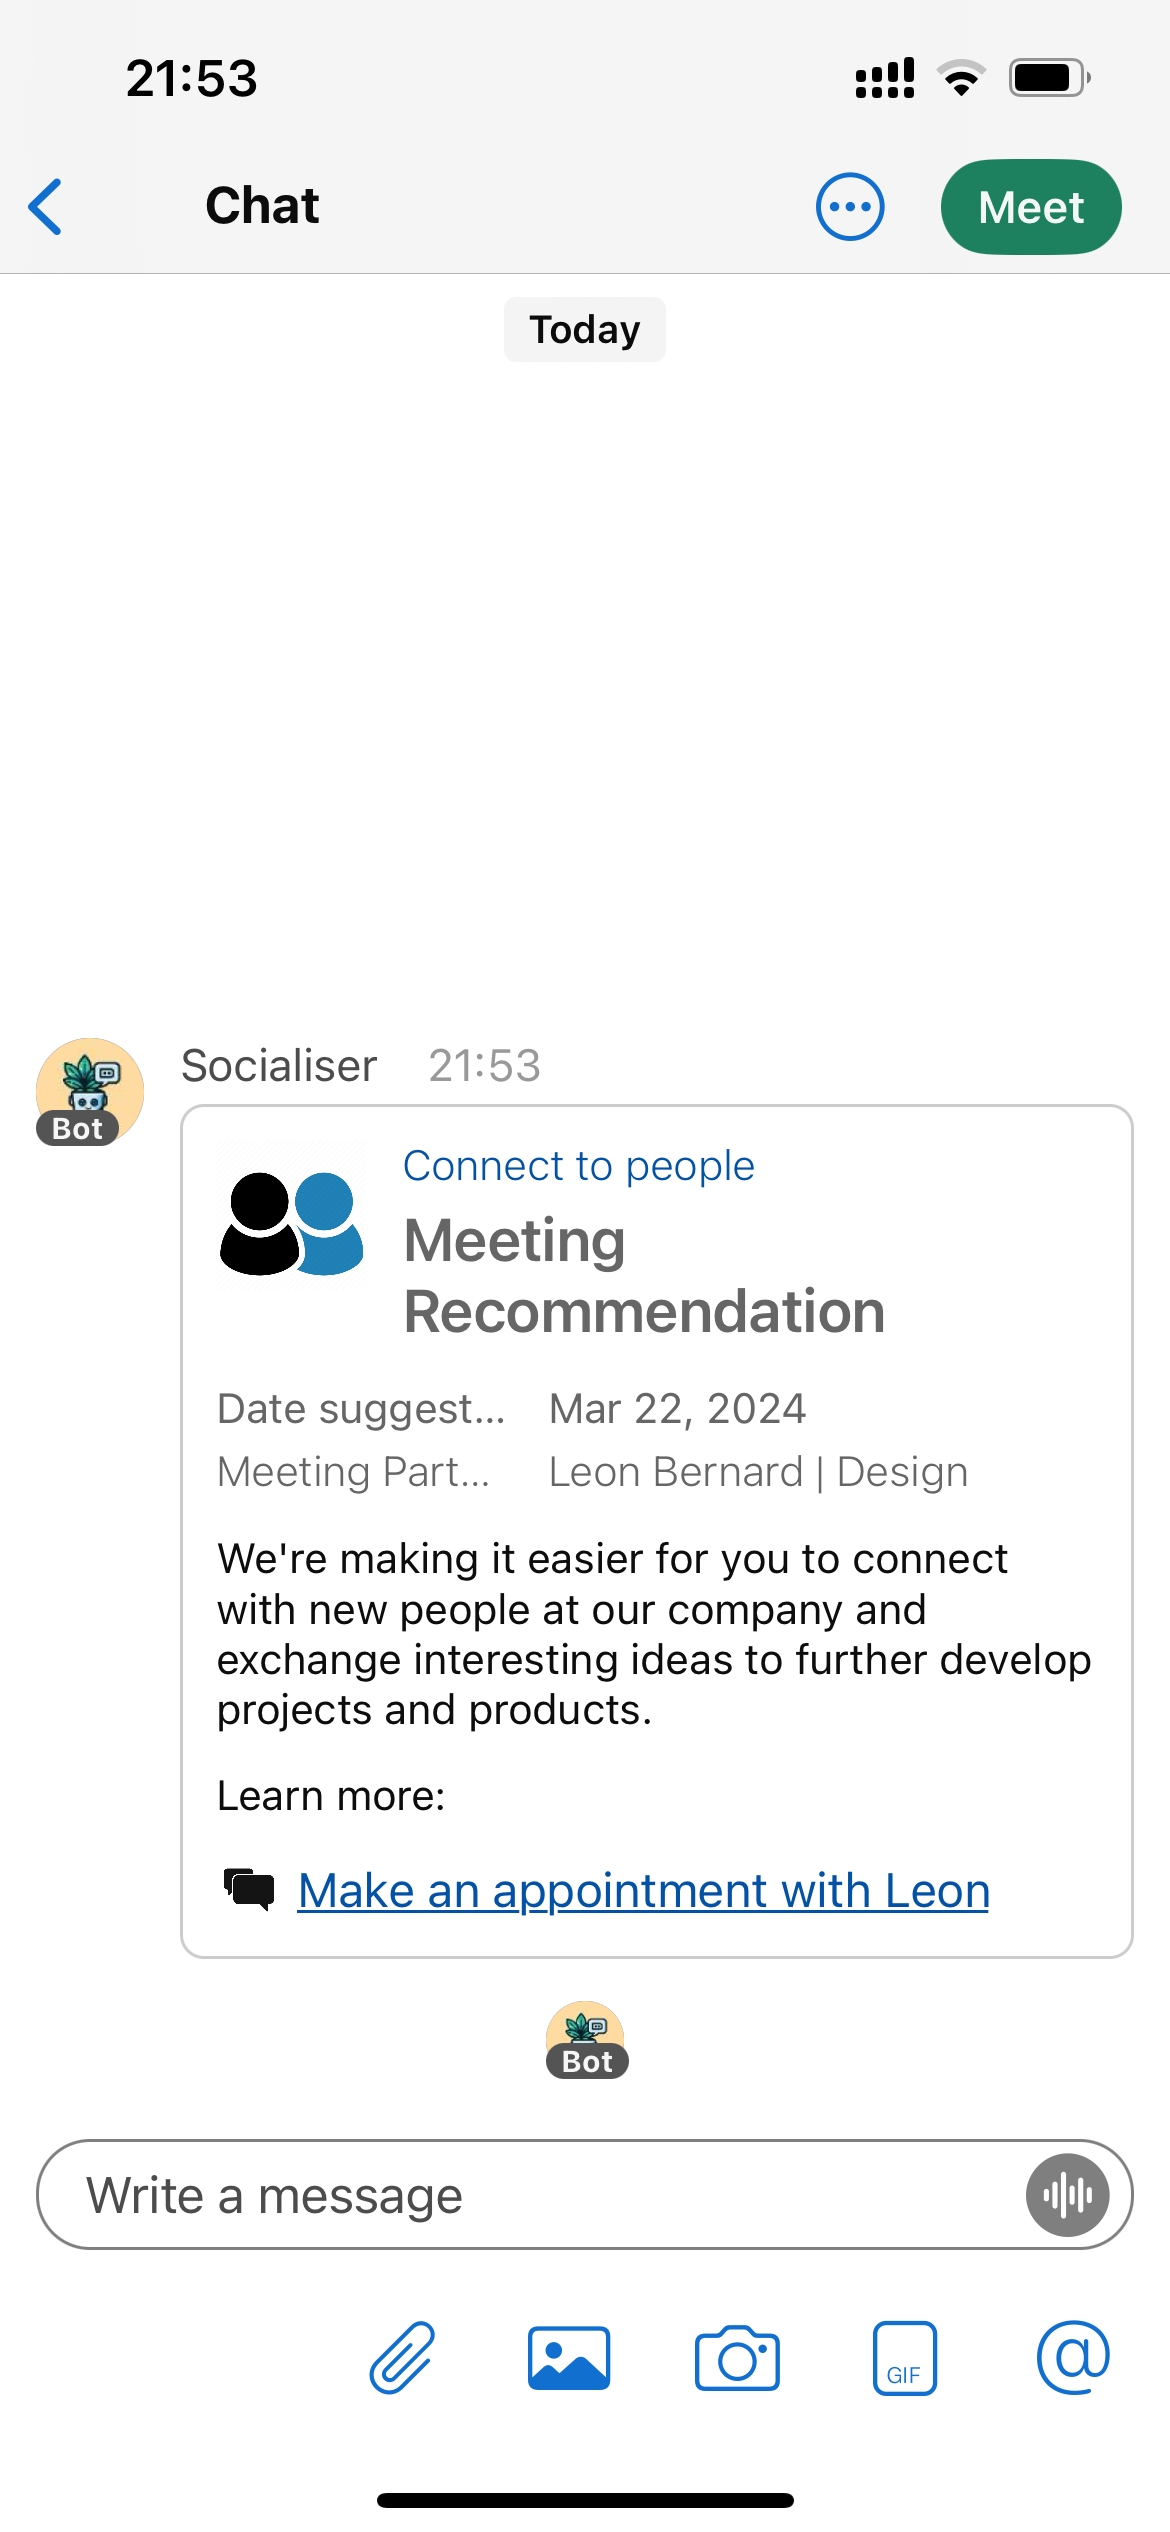 21:53
Chat
Meet
Today
Socialiser 21:53
Bot
Connect to people
Meeting
Recommendation
Date suggest... Mar 22, 2024
Meeting Part... Leon Bernard | Design
We're making it easier for you to connect
with new people at our company and
exchange interesting ideas to further develop
projects and products.
Learn more:
Make an appointment with Leon
Bot
Write a message
GIF
@